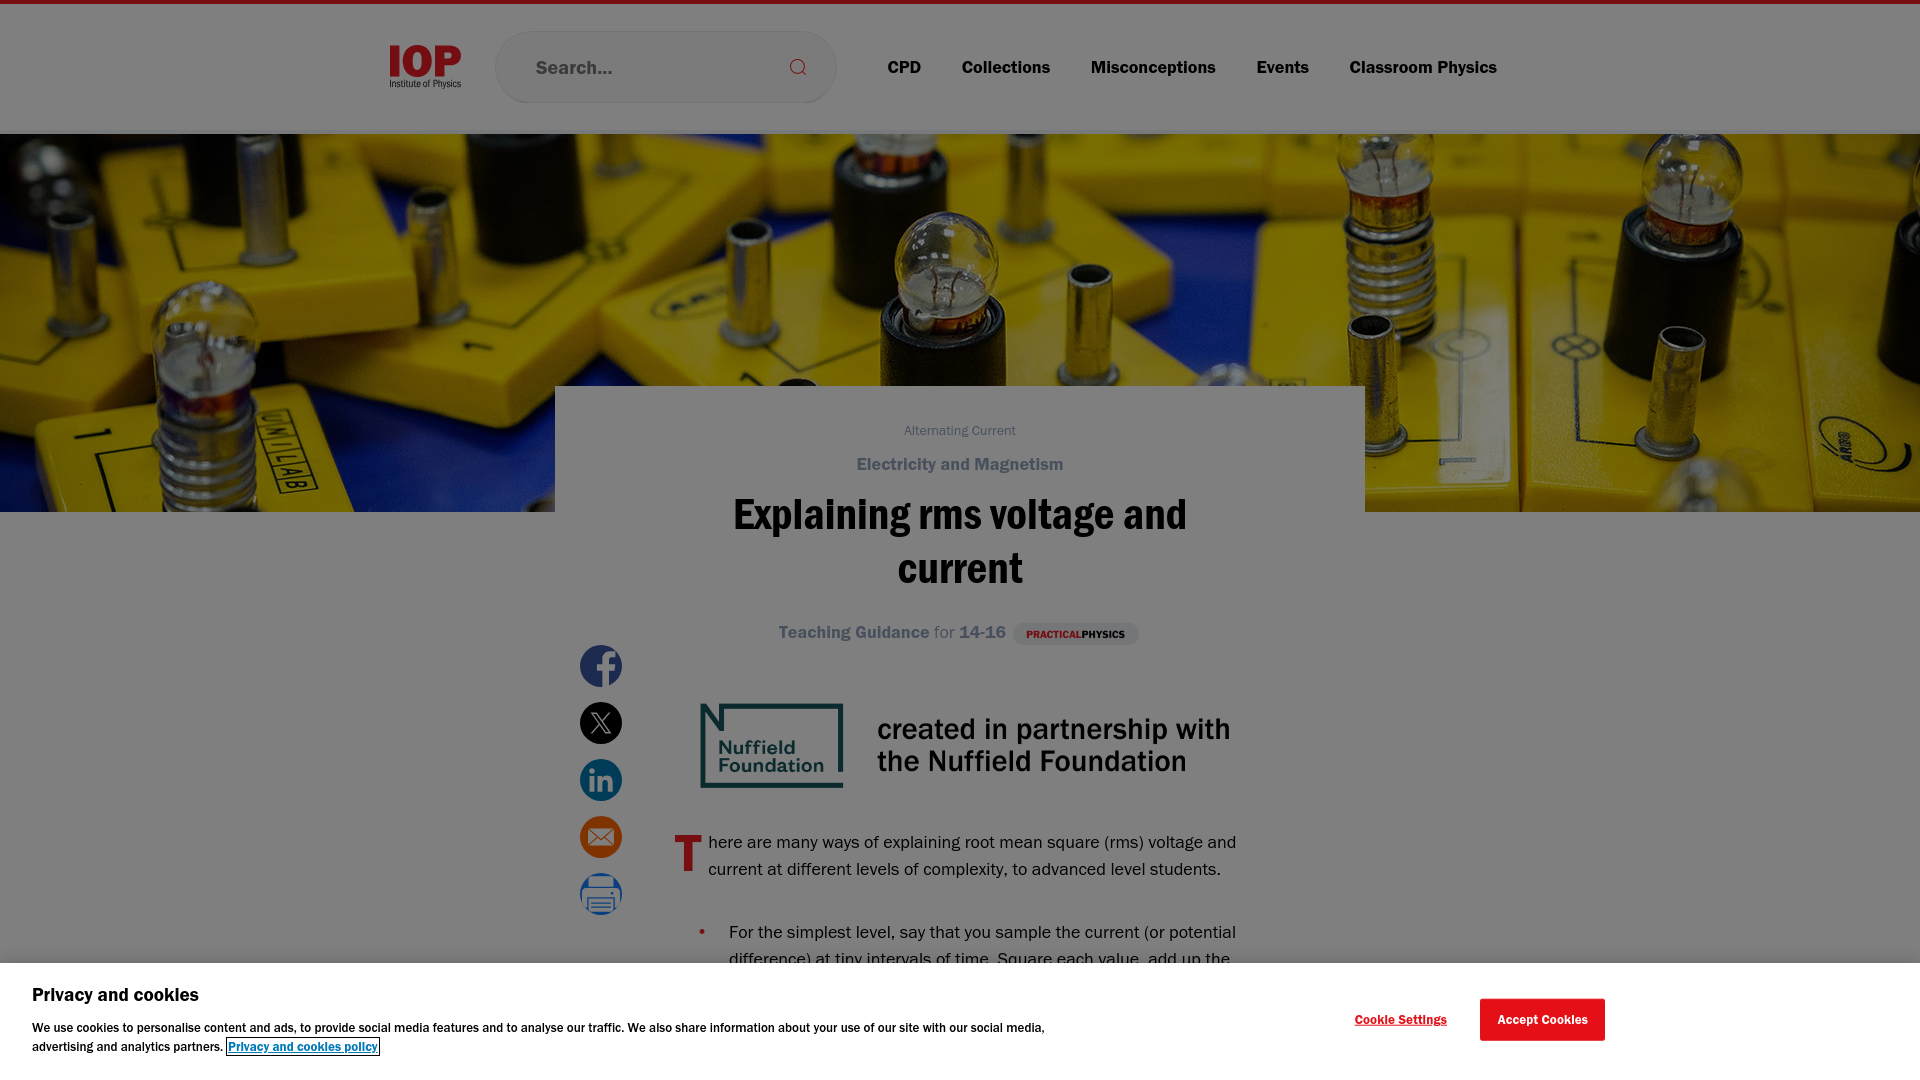 IOP
Institute of Physics
Search...
CPD
Collections
Misconceptions
Events
Classroom Physics
UNILAB
Alternating Current
Electricity and Magnetism
Explaining rms voltage and
current
Teaching Guidance for 14-16 PRACTICALPHYSICS
Nuffield
Foundation
created in partnership with
the Nuffield Foundation
There are many ways of explaining root mean square (rms) voltage and
current at different levels of complexity, to advanced level students.
• For the simplest level, say that you sample the current (or potential
difference) at tiny intervals of time. Square each value, add up the
Privacy and cookies
We use cookies to personalise content and ads, to provide social media features and to analyse our traffic. We also share information about your use of our site with our social media,
advertising and analytics partners. Privacy and cookies policy
Cookie Settings
Accept Cookies